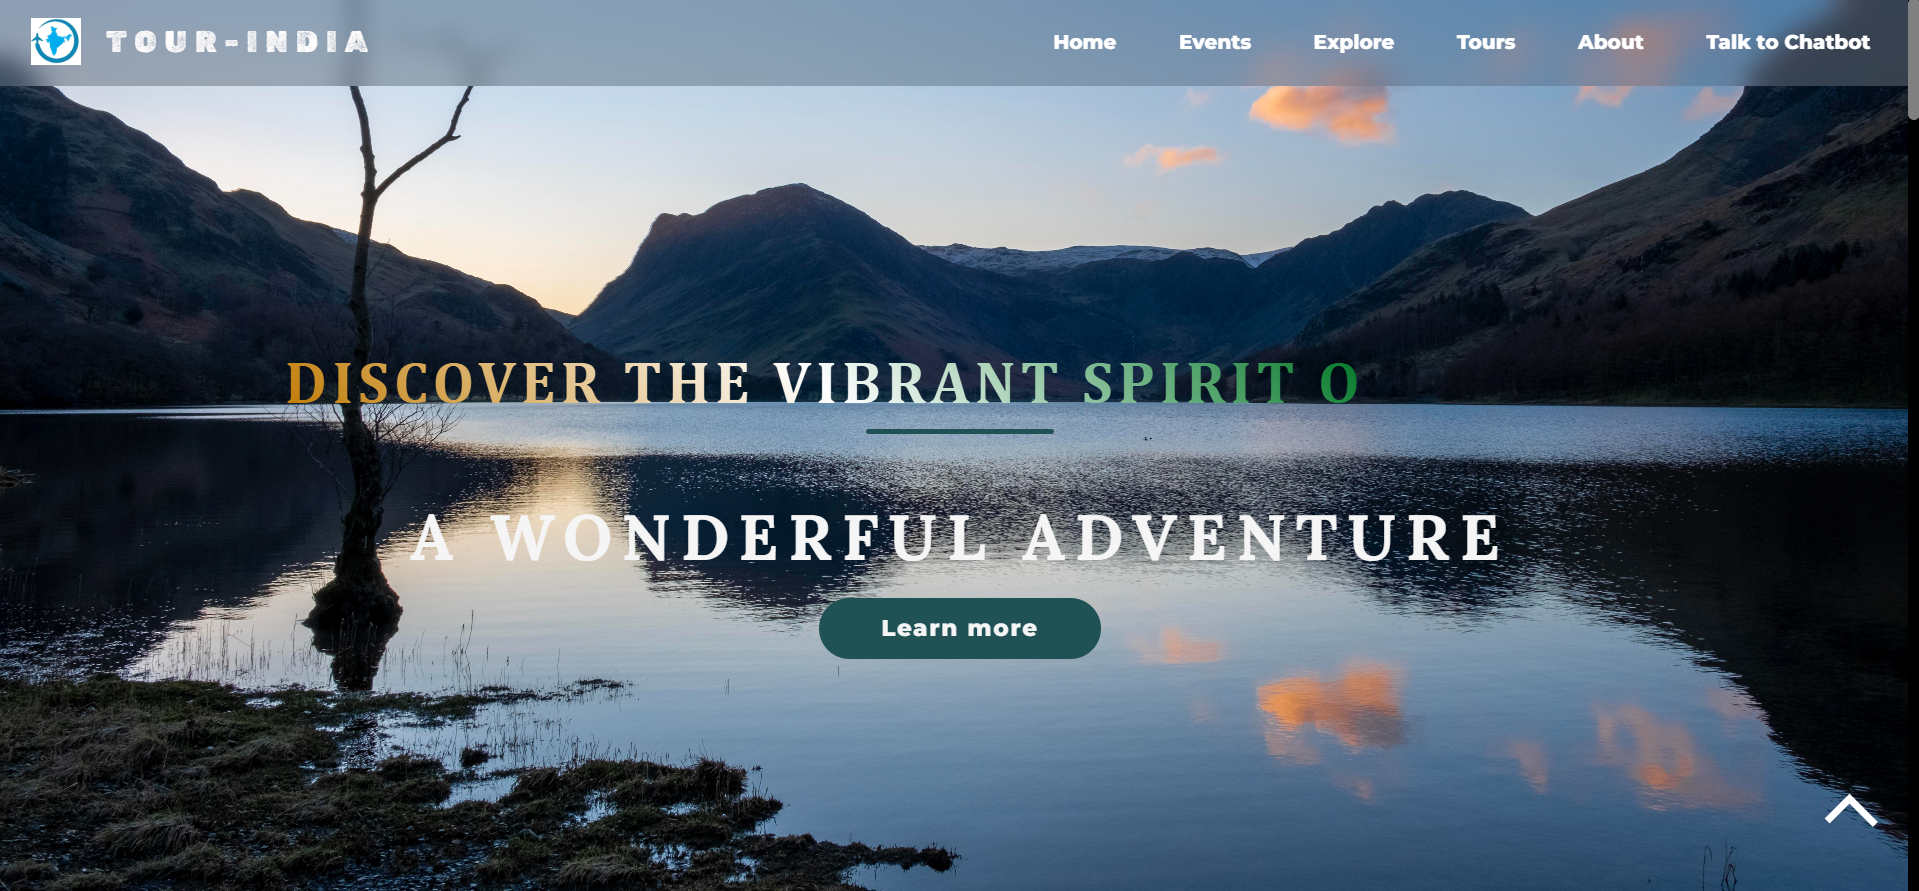 TOUR-INDIA
Home Events Explore Tours About Talk to Chatbot
DISCOVER THE VIBRANT SPIRIT O
A WONDERFUL ADVENTURE
Learn more